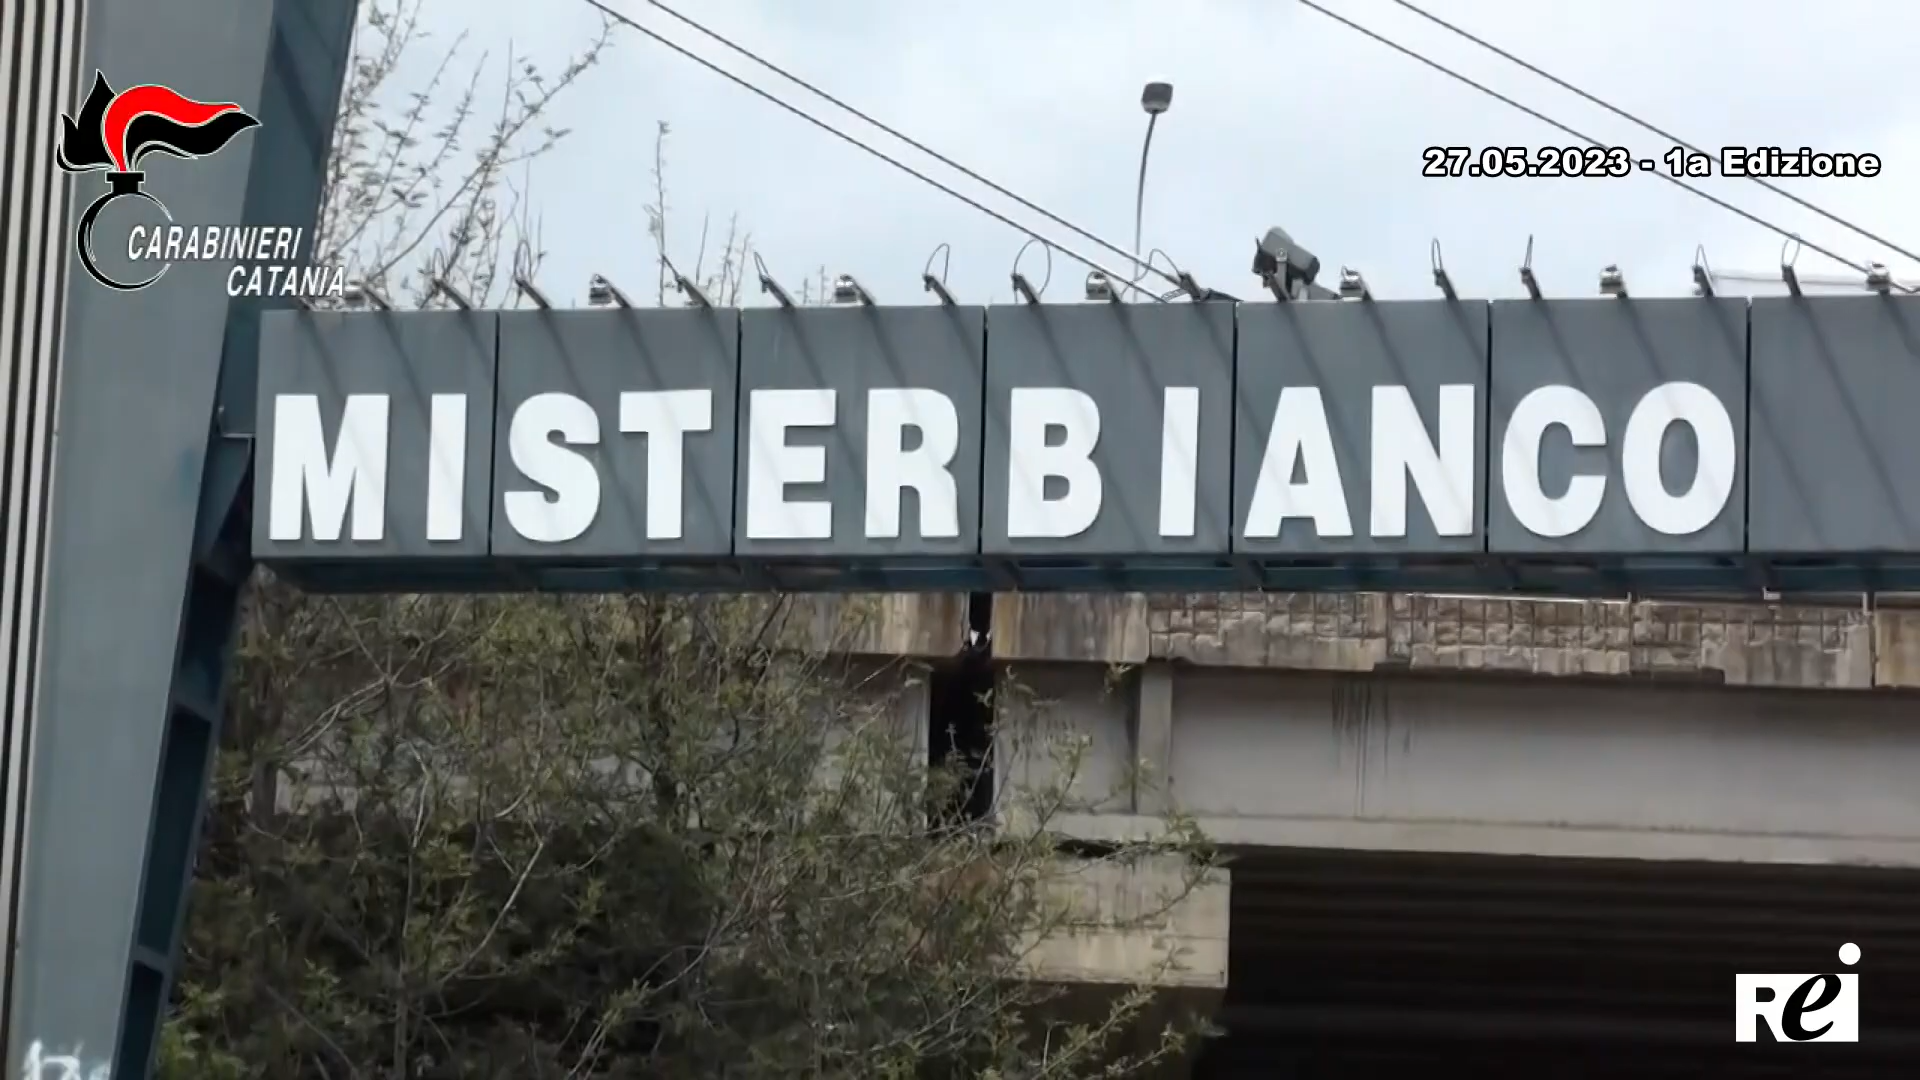 CARABINIERI
CATANIA
27.05.2023 - 1a Edizione
MISTERBIANCO
Rei